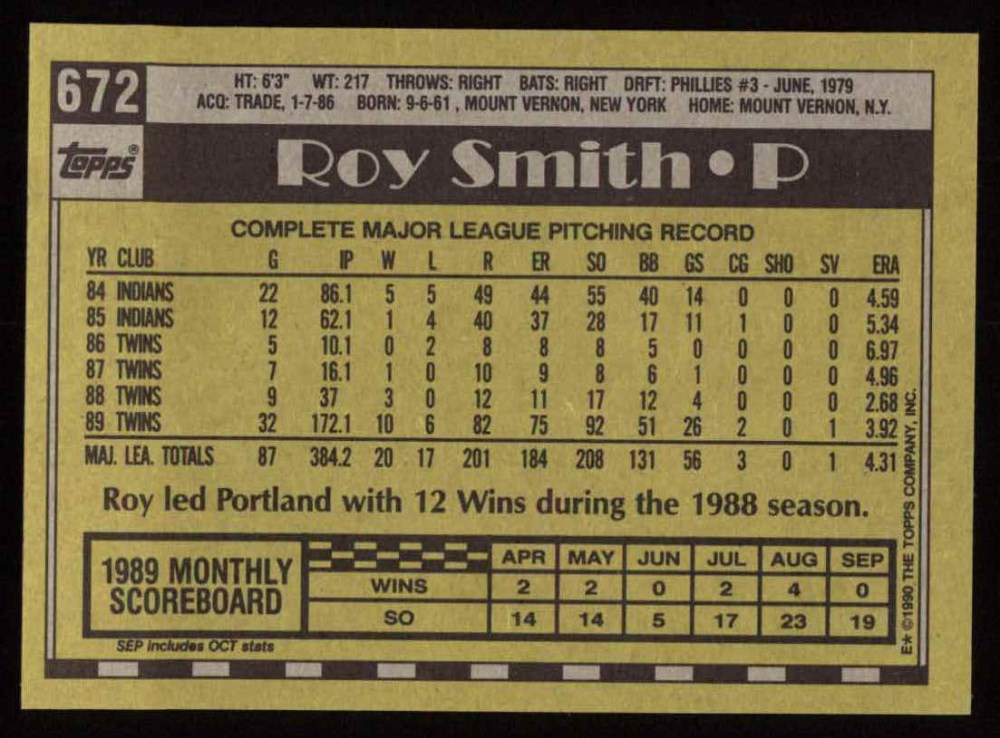 672
HT: 6'3" WT: 217 THROWS: RIGHT BATS: RIGHT DRFT: PHILLIES #3 - JUNE, 1979
ACQ: TRADE, 1-7-86 BORN: 9-6-61 , MOUNT VERNON, NEW YORK HOME: MOUNT VERNON, N.Y.
topps®
Roy Smith • P
COMPLETE MAJOR LEAGUE PITCHING RECORD
YR CLUB G IP W L R ER SO BB GS CG SHO SV ERA
84 INDIANS 22 86.1 5 5 49 44 55 40 14 0 0 0 4.59
85 INDIANS 12 62.1 1 4 40 37 28 17 11 1 0 0 5.34
86 TWINS 5 10.1 0 2 8 8 8 5 0 0 0 0 6.97
87 TWINS 7 16.1 1 0 10 9 8 6 1 0 0 0 4.96
88 TWINS 9 37 3 0 12 11 17 12 4 0 0 0 2.68
89 TWINS 32 172.1 10 6 82 75 92 51 26 2 0 1 3.92
MAJ. LEA. TOTALS 87 384.2 20 17 201 184 208 131 56 3 0 1 4.31
Roy led Portland with 12 Wins during the 1988 season.
1989 MONTHLY
SCOREBOARD
APR MAY JUN JUL AUG SEP
WINS 2 2 0 2 4 0
SO 14 14 5 17 23 19
SEP includes OCT stats
E* ©1990 THE TOPPS COMPANY, INC.